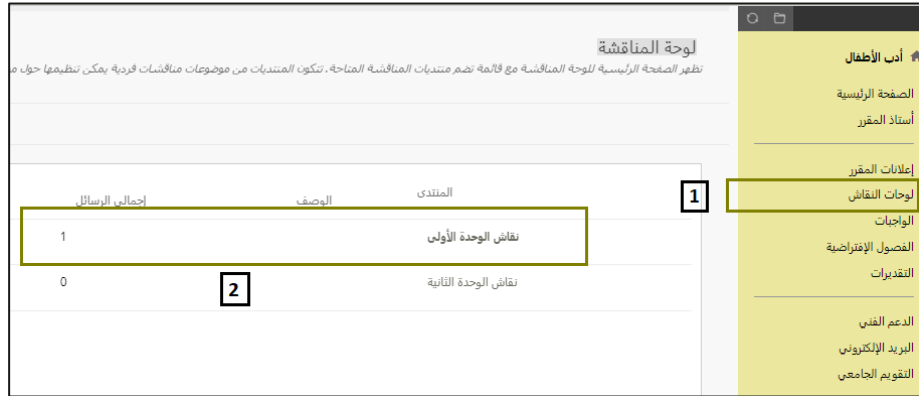 أدب الأطفال
الصفحة الرئيسية
أستاذ المقرر
إعلانات المقرر
لوحات النقاش
الواجبات
الفصول الإفتراضية
التقديرات
الدعم الفني
البريد الإلكتروني
التقويم الجامعي
1
لوحة المناقشة
تظهر الصفحة الرئيسية للوحة المناقشة مع قائمة تضم منتديات المناقشة المتاحة. تتكون المنتديات من موضوعات مناقشات فردية يمكن تنظيمها حول
المنتدى الوصف إجمالي الرسائل
نقاش الوحدة الأولى 1
نقاش الوحدة الثانية 0
2